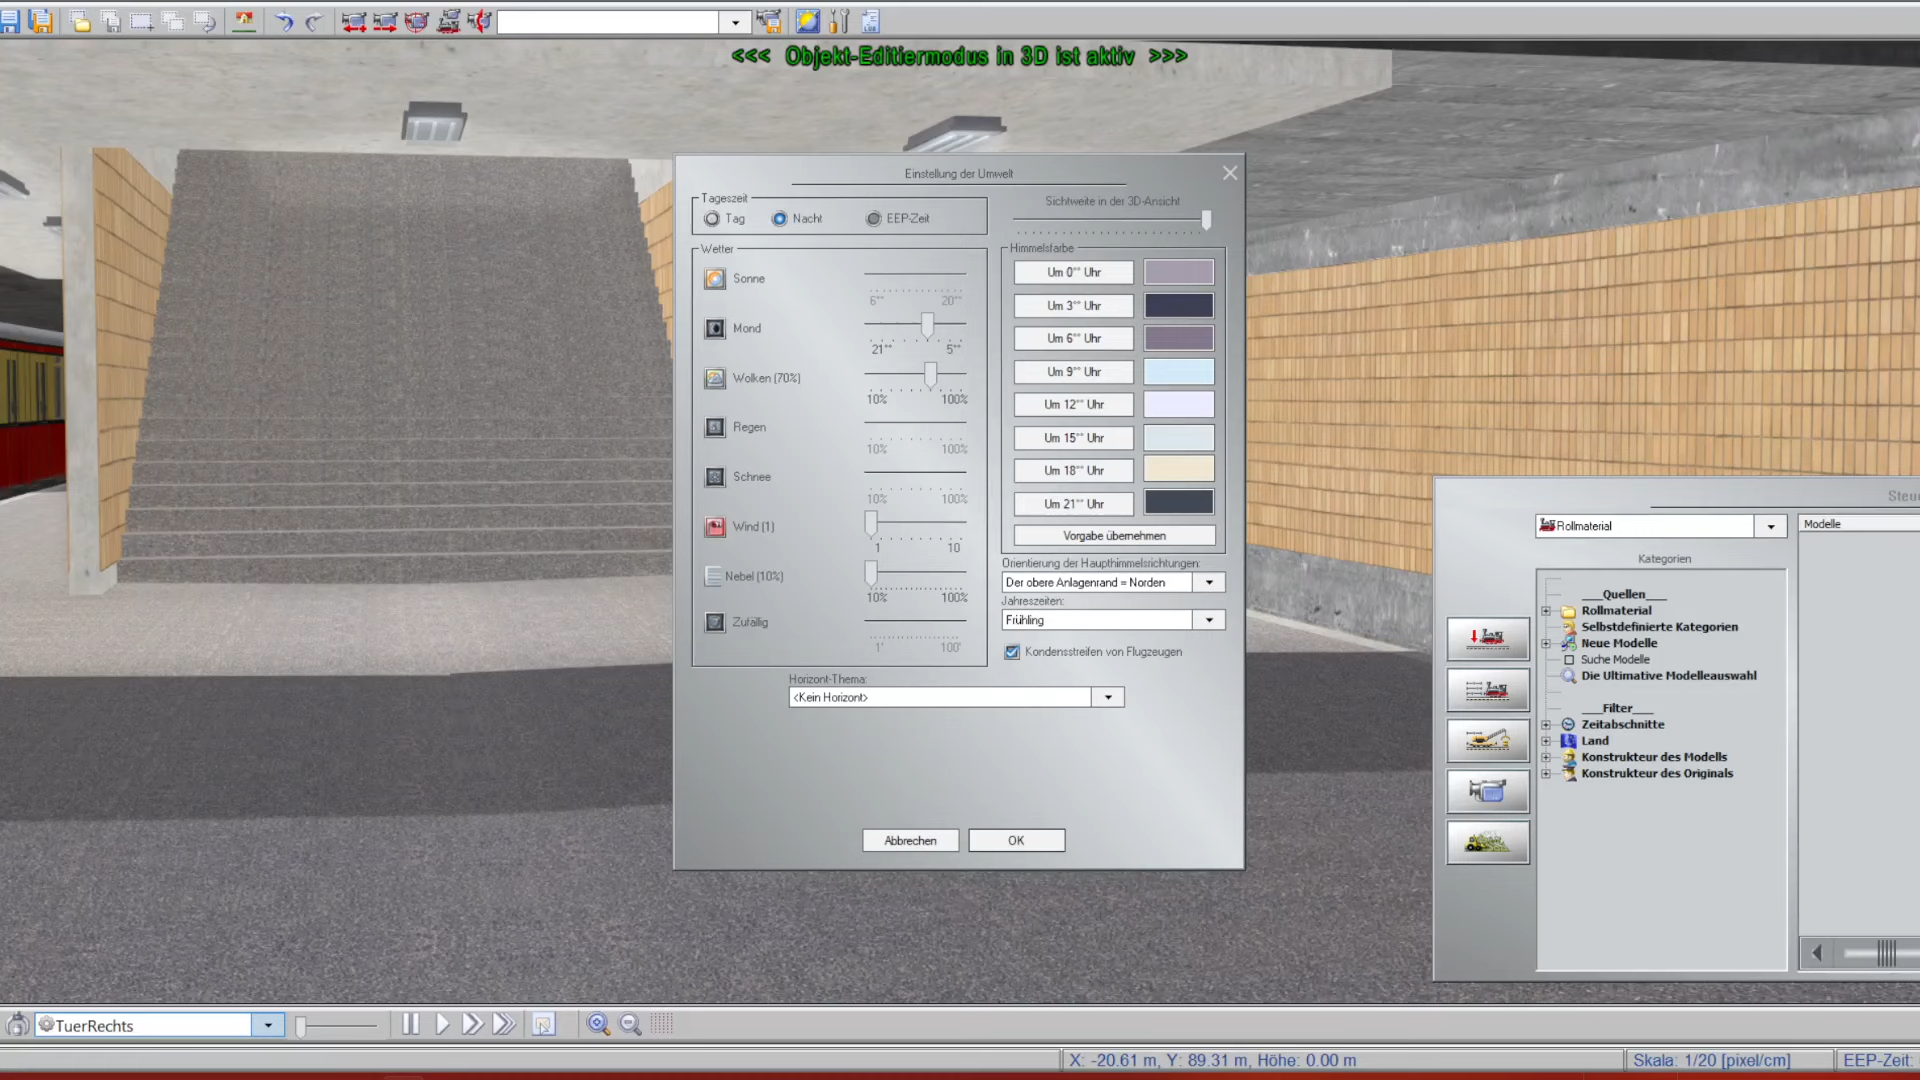 <<< Objekt-Editiermodus in 3D ist aktiv >>>
Einstellung der Umwelt
Tageszeit
Tag
Nacht
EEP-Zeit
Sichtweite in der 3D-Ansicht
Wetter
Sonne
6°° 20°°
Mond
21°° 5°°
Wolken (70%)
10% 100%
Regen
10% 100%
Schnee
10% 100%
Wind (1)
1 10
Nebel (10%)
10% 100%
Zufällig
1' 100'
Himmelsfarbe
Um 0°° Uhr
Um 3°° Uhr
Um 6°° Uhr
Um 9°° Uhr
Um 12°° Uhr
Um 15°° Uhr
Um 18°° Uhr
Um 21°° Uhr
Vorgabe übernehmen
Orientierung der Haupthimmelsrichtungen:
Der obere Anlagenrand = Norden
Jahreszeiten:
Frühling
Kondensstreifen von Flugzeugen
Horizont-Thema:
<Kein Horizont>
Abbrechen
OK
Steu
Rollmaterial
Modelle
Kategorien
___Quellen___
Rollmaterial
Selbstdefinierte Kategorien
Neue Modelle
Suche Modelle
Die Ultimative Modelleauswahl
___Filter___
Zeitabschnitte
Land
Konstrukteur des Modells
Konstrukteur des Originals
TuerRechts
X: -20.61 m, Y: 89.31 m, Höhe: 0.00 m
Skala: 1/20 [pixel/cm]
EEP-Zeit: